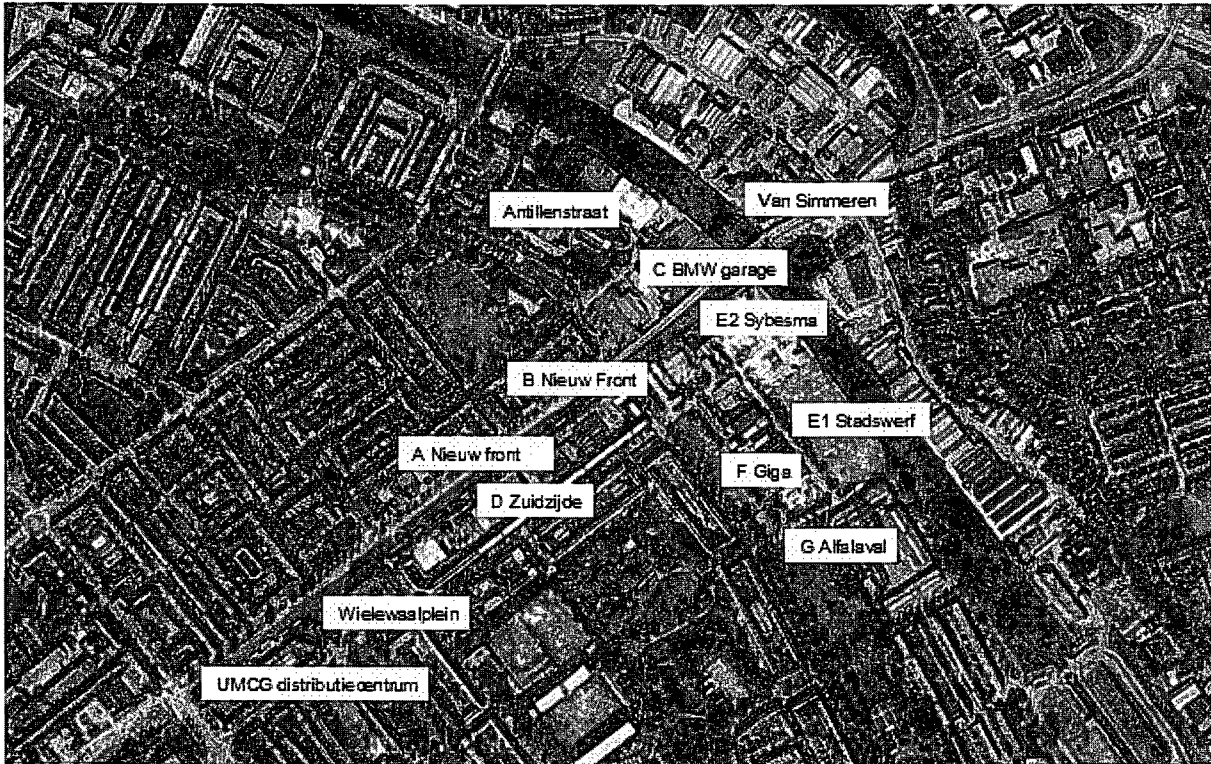 Van Simmeren
Antillenstraat
C BMW garage
E2 Sybesma
B Nieuw Front
E1 Stadswerf
A Nieuw front
F Giga
D Zuidzijde
G Alfalaval
Wielewaalplein
UMCG distributiecentrum